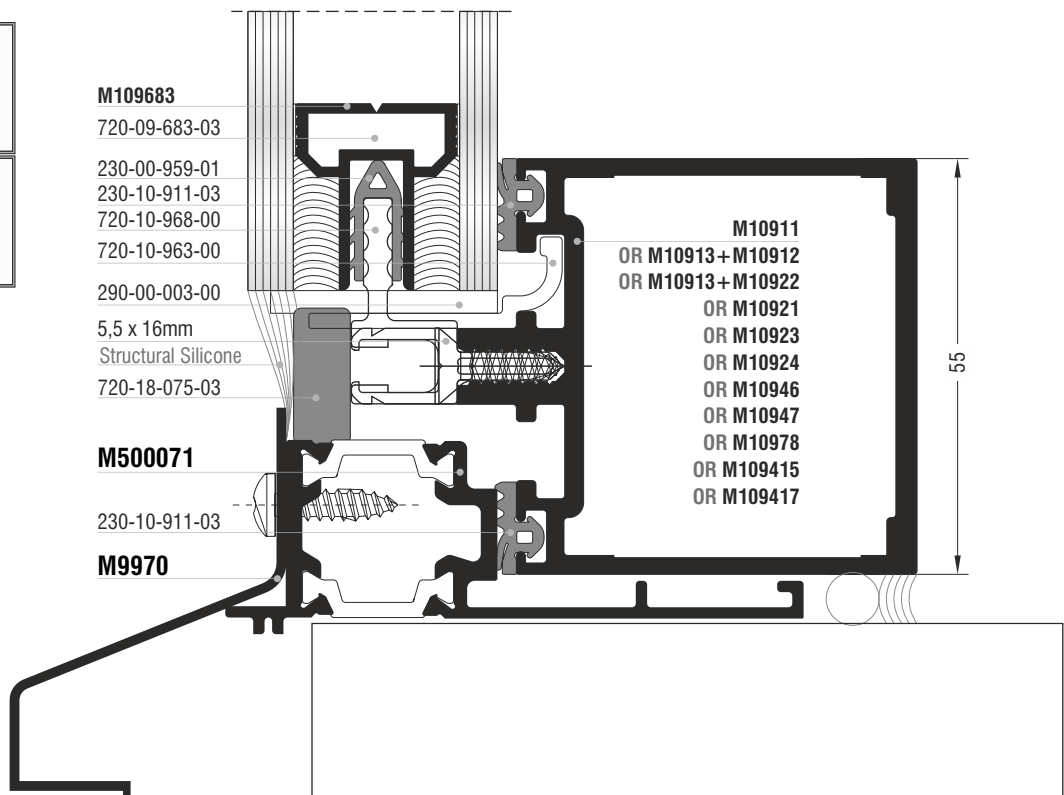 M109683
720-09-683-03
230-00-959-01
230-10-911-03
720-10-968-00
720-10-963-00
290-00-003-00
5,5 x 16mm
Structural Silicone
720-18-075-03
M500071
230-10-911-03
M9970
M10911
OR M10913+M10912
OR M10913+M10922
OR M10921
OR M10923
OR M10924
OR M10946
OR M10947
OR M10978
OR M109415
OR M109417
55